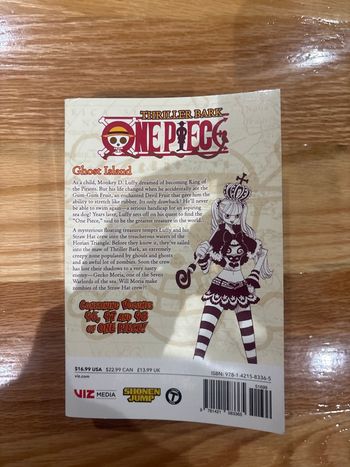 THRILLER BARK
ONE PIECE
Ghost Island
As a child, Monkey D. Luffy dreamed of becoming King of
the Pirates. But his life changed when he accidentally ate the
Gum-Gum Fruit, an enchanted Devil Fruit that gave him the
ability to stretch like rubber. Its only drawback? He'll never
be able to swim again—a serious handicap for an aspiring
sea dog! Years later, Luffy sets off on his quest to find the
"One Piece," said to be the greatest treasure in the world...
A mysterious floating treasure tempts Luffy and his
Straw Hat crew into the treacherous waters of the
Florian Triangle. Before they know it, they've sailed
into the maw of Thriller Bark, an extremely
creepy zone populated by ghouls and ghosts
and an awful lot of zombies. Soon the crew
has lost their shadows to a very nasty
enemy—Gecko Moria, one of the Seven
Warlords of the sea. Will Moria make
zombies of the Straw Hat crew?!
Containing Volumes
46, 47 and 48
of ONE PIECE!
$16.99 USA $22.99 CAN £13.99 UK
viz.com
ISBN: 978-1-4215-8336-5
51699
9 781421 583365
VIZ MEDIA
SHONEN
JUMP
T